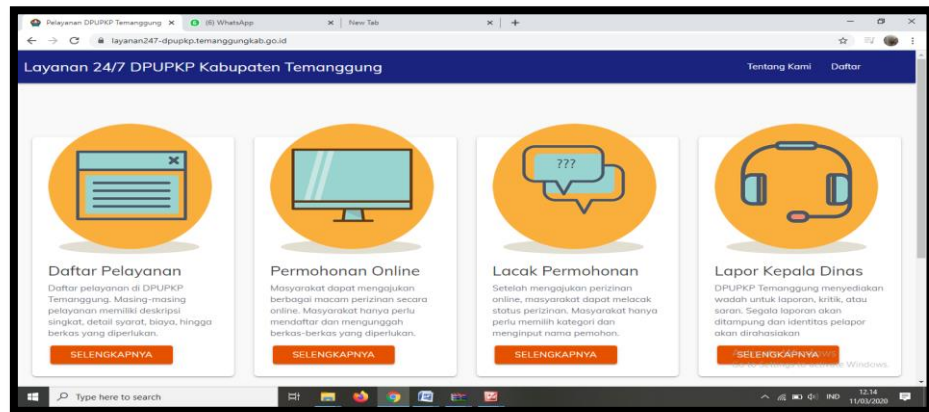 Pelayanan DPUPKP Temanggung
(6) WhatsApp
New Tab
layanan247-dpupkp.temanggungkab.go.id
Layanan 24/7 DPUPKP Kabupaten Temanggung
Tentang Kami
Daftar
???
Daftar Pelayanan
Daftar pelayanan di DPUPKP
Temanggung. Masing-masing
pelayanan memiliki deskripsi
singkat, detail syarat, biaya, hingga
berkas yang diperlukan.
SELENGKAPNYA
Permohonan Online
Masyarakat dapat mengajukan
berbagai macam perizinan secara
online. Masyarakat hanya perlu
mendaftar dan mengunggah
berkas-berkas yang diperlukan.
SELENGKAPNYA
Lacak Permohonan
Setelah mengajukan perizinan
online, masyarakat dapat melacak
status perizinan. Masyarakat hanya
perlu memilih kategori dan
menginput nama pemohon.
SELENGKAPNYA
Lapor Kepala Dinas
DPUPKP Temanggung menyediakan
wadah untuk laporan, kritik, atau
saran. Segala laporan akan
ditampung dan identitas pelapor
akan dirahasiakan
SELENGKAPNYA
Windows.
Type here to search
IND
12.14
11/03/2020